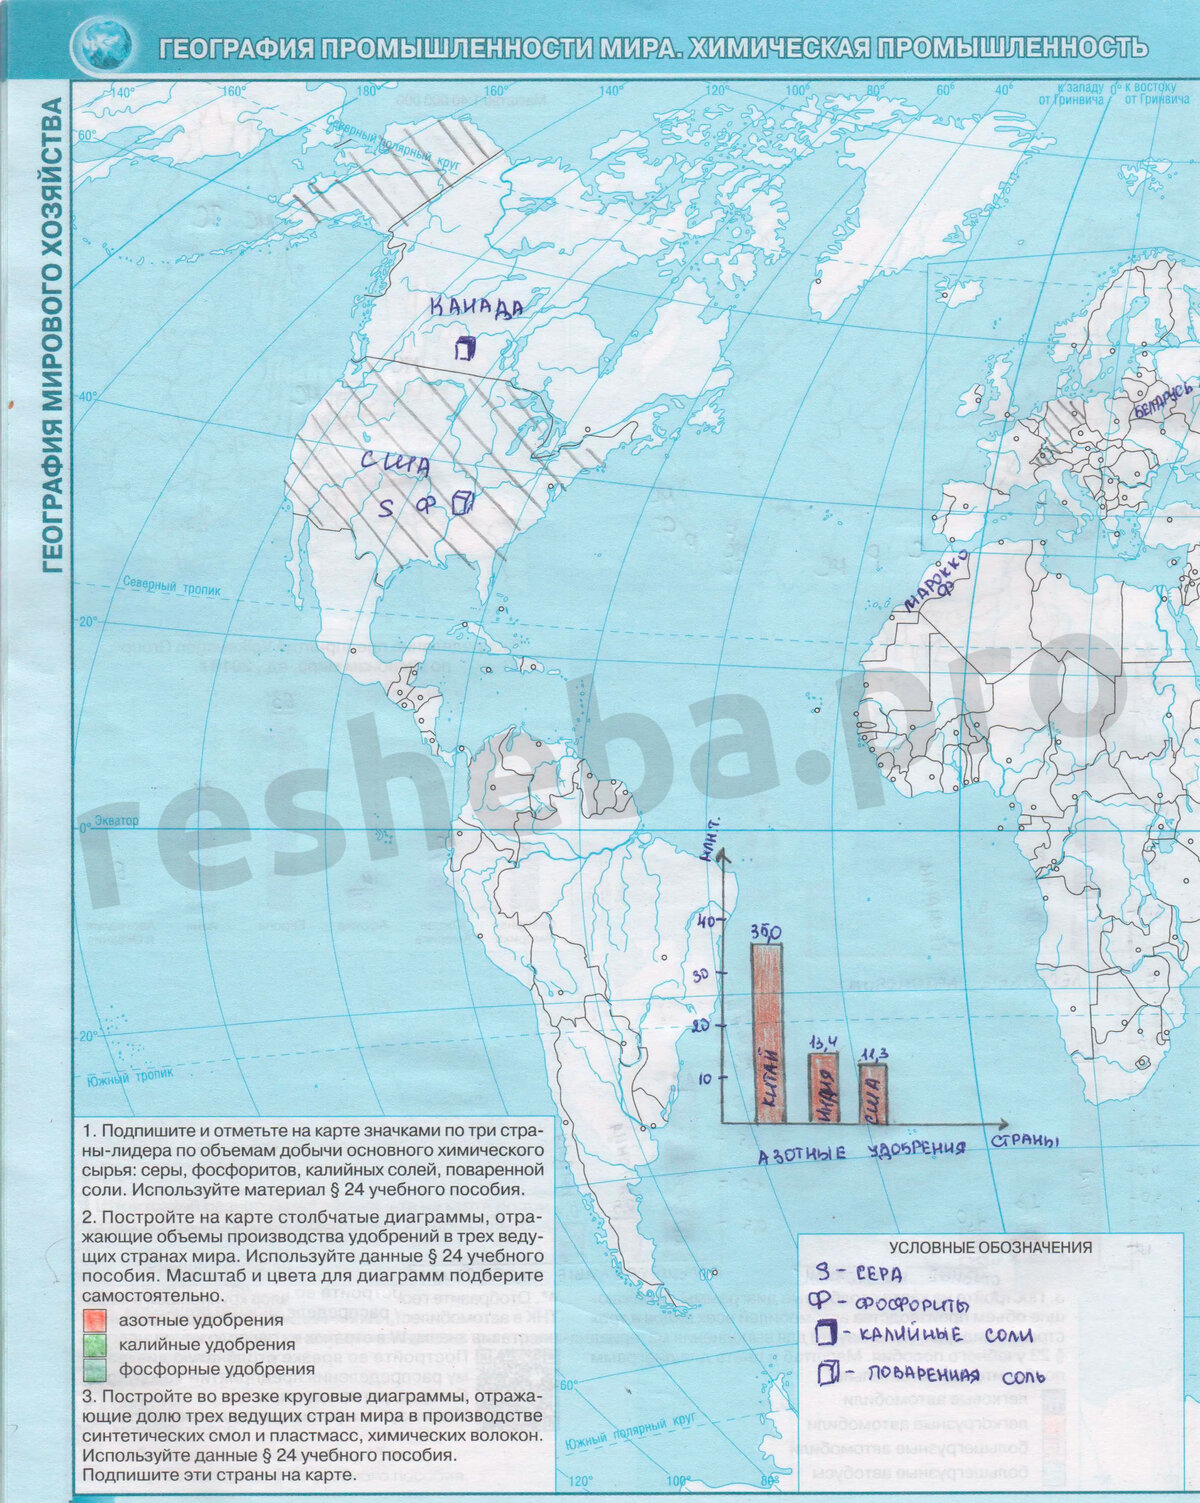 ГЕОГРАФИЯ ПРОМЫШЛЕННОСТИ МИРА. ХИМИЧЕСКАЯ ПРОМЫШЛЕННОСТЬ
ГЕОГРАФИЯ МИРОВОГО ХОЗЯЙСТВА
140° 160° 180° 160° 140° 120° 100° 80° 60° 40°
к западу 0° к востоку
от Гринвича от Гринвича
60°
Северный полярный круг
КАНАДА
40°
БЕЛАРУСЬ
США
S Ф
МАРОККО
Ф
Северный тропик
20°
resheba.pro
0° Экватор
МЛН Т.
40
30
20
10
35,0
13,4
11,3
КИТАЙ
ИНДИЯ
США
СТРАНЫ
АЗОТНЫЕ УДОБРЕНИЯ
20°
Южный тропик
1. Подпишите и отметьте на карте значками по три стра-
ны-лидера по объемам добычи основного химического
сырья: серы, фосфоритов, калийных солей, поваренной
соли. Используйте материал § 24 учебного пособия.
2. Постройте на карте столбчатые диаграммы, отра-
жающие объемы производства удобрений в трех веду-
щих странах мира. Используйте данные § 24 учебного
пособия. Масштаб и цвета для диаграмм подберите
самостоятельно.
азотные удобрения
калийные удобрения
фосфорные удобрения
3. Постройте во врезке круговые диаграммы, отража-
ющие долю трех ведущих стран мира в производстве
синтетических смол и пластмасс, химических волокон.
Используйте данные § 24 учебного пособия.
Подпишите эти страны на карте.
УСЛОВНЫЕ ОБОЗНАЧЕНИЯ
S - СЕРА
Ф - ФОСФОРИТЫ
- КАЛИЙНЫЕ СОЛИ
- ПОВАРЕННАЯ СОЛЬ
60°
Южный полярный круг
120° 100° 80°